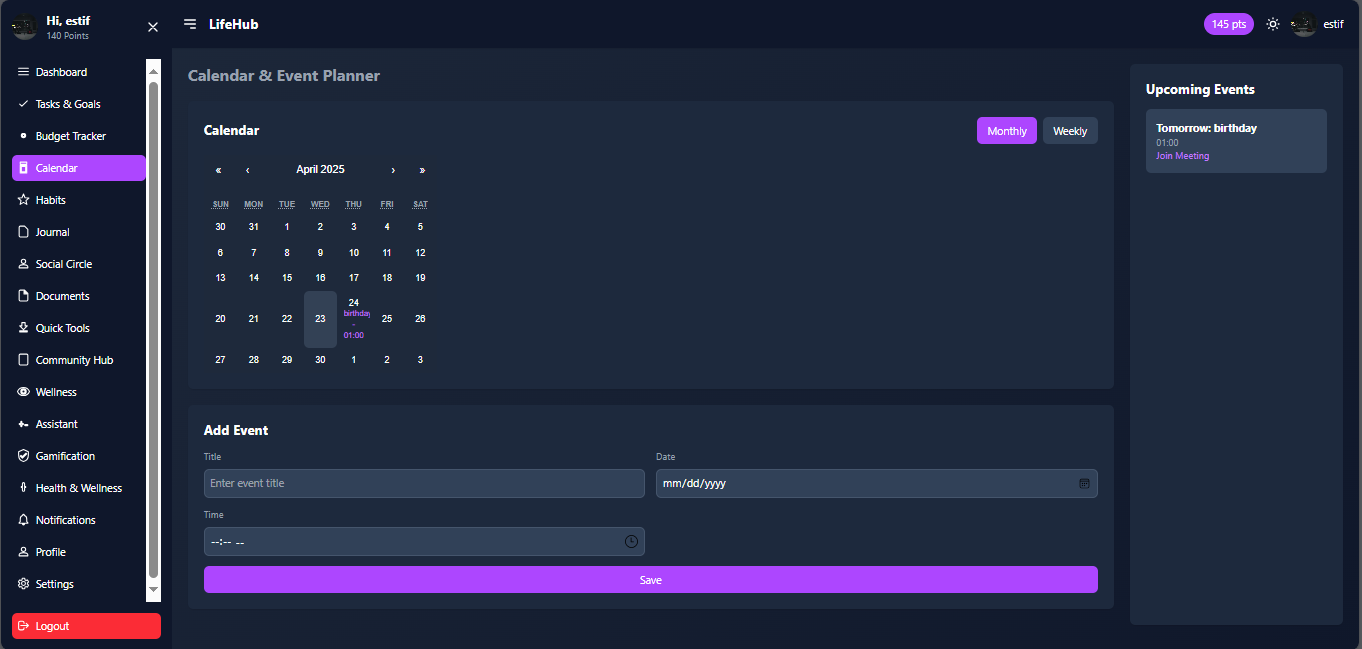 Hi, estif
140 Points
LifeHub
145 pts
estif
Dashboard
Tasks & Goals
Budget Tracker
Calendar
Habits
Journal
Social Circle
Documents
Quick Tools
Community Hub
Wellness
Assistant
Gamification
Health & Wellness
Notifications
Profile
Settings
Logout
Calendar & Event Planner
Calendar
Monthly Weekly
« ‹ April 2025 › »
SUN MON TUE WED THU FRI SAT
30 31 1 2 3 4 5
6 7 8 9 10 11 12
13 14 15 16 17 18 19
20 21 22 23 24 25 26
birthday
-
01:00
27 28 29 30 1 2 3
Add Event
Title
Enter event title
Date
mm/dd/yyyy
Time
--:-- --
Save
Upcoming Events
Tomorrow: birthday
01:00
Join Meeting